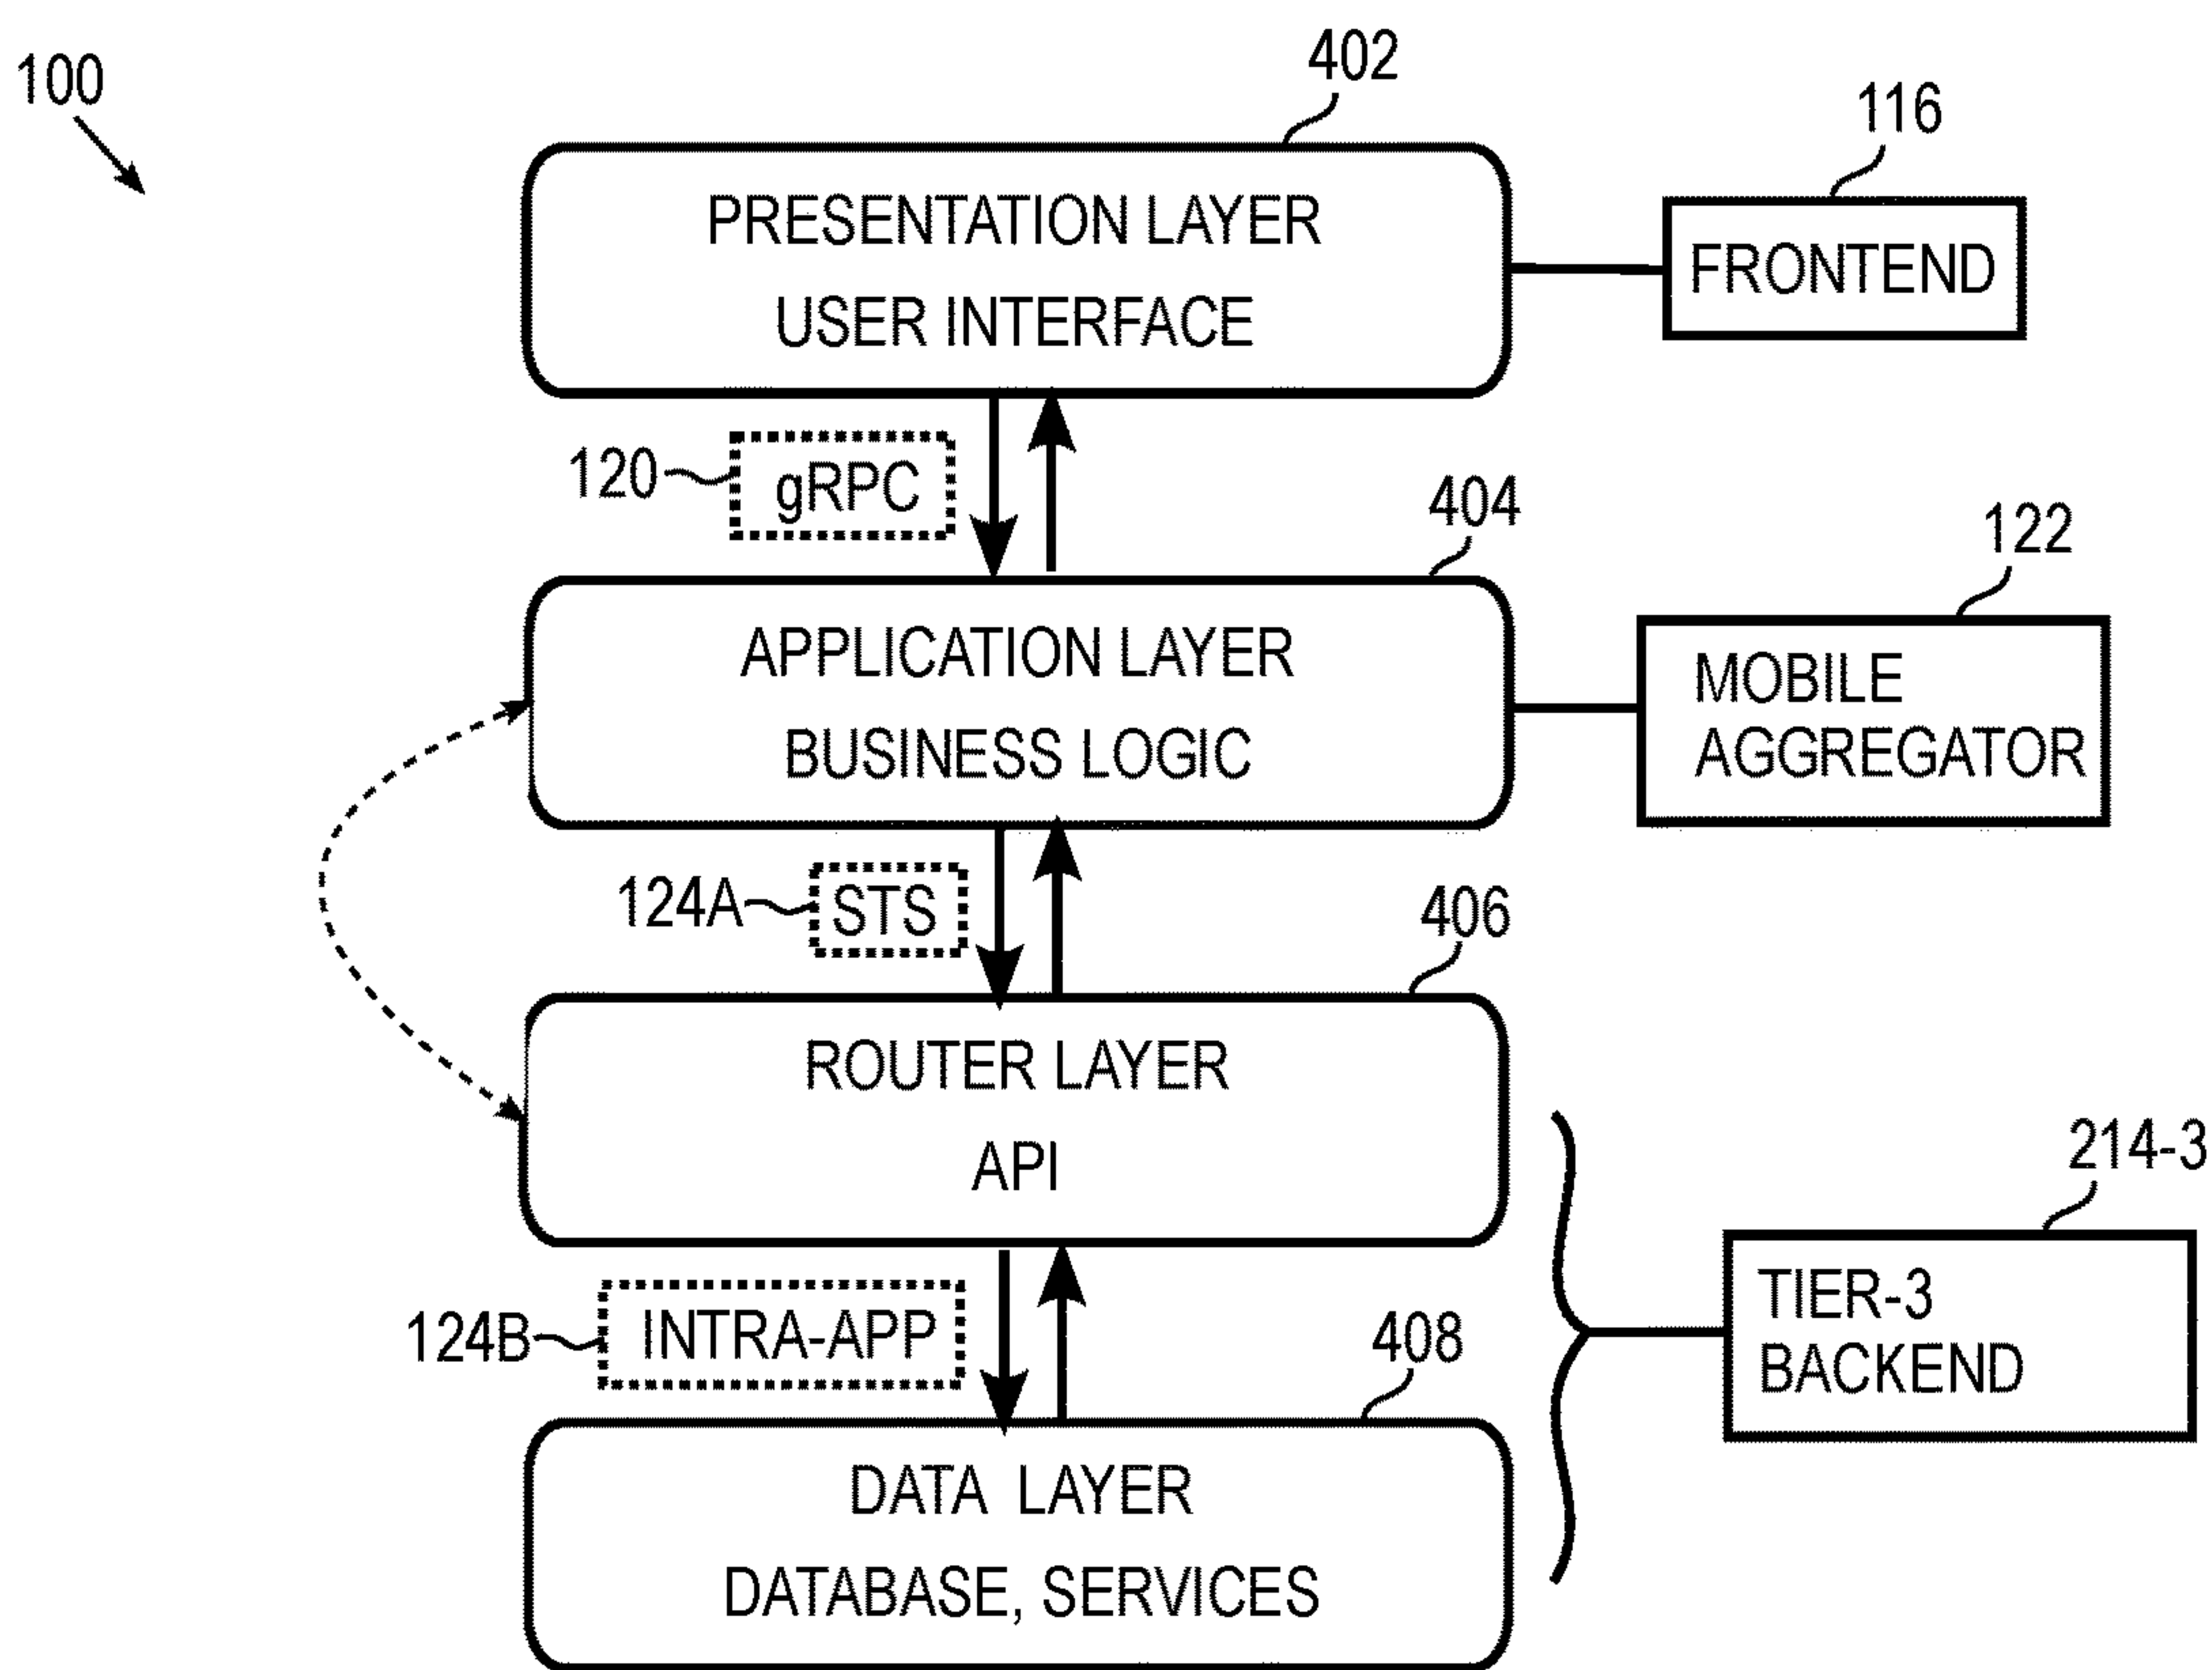 100
402
116
PRESENTATION LAYER
USER INTERFACE
FRONTEND
120
gRPC
404
122
APPLICATION LAYER
BUSINESS LOGIC
MOBILE
AGGREGATOR
124A
STS
406
ROUTER LAYER
API
214-3
TIER-3
BACKEND
124B
INTRA-APP
408
DATA LAYER
DATABASE, SERVICES